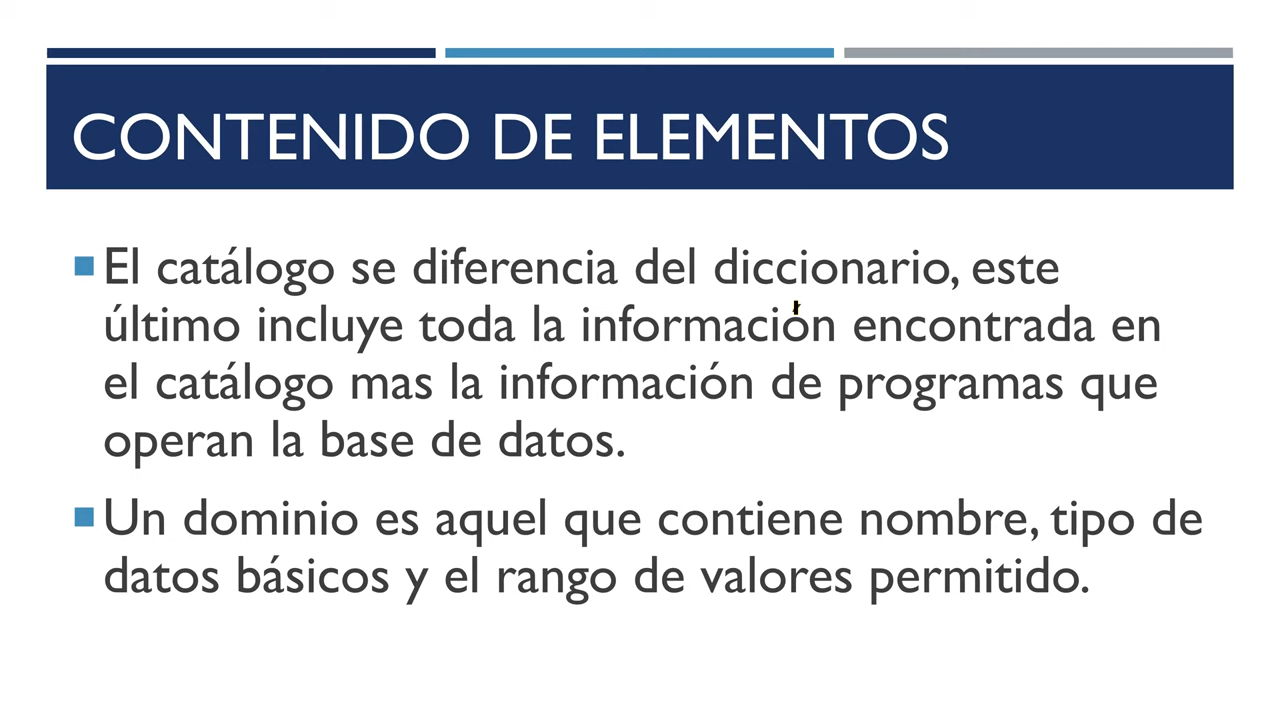 CONTENIDO DE ELEMENTOS
El catálogo se diferencia del diccionario, este
último incluye toda la información encontrada en
el catálogo mas la información de programas que
operan la base de datos.
Un dominio es aquel que contiene nombre, tipo de
datos básicos y el rango de valores permitido.